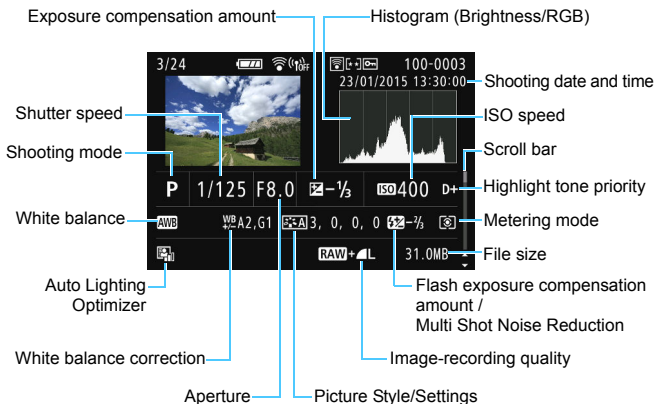 Exposure compensation amount
Histogram (Brightness/RGB)
3/24
OFF
100-0003
23/01/2015 13:30:00
Shooting date and time
Shutter speed
ISO speed
Shooting mode
Scroll bar
P 1/125 F8.0 -1/3 ISO 400 D+
Highlight tone priority
White balance
AWB WB +/- A2,G1 A 3, 0, 0, 0 -2/3
Metering mode
RAW+L 31.0MB
File size
Auto Lighting
Optimizer
Flash exposure compensation
amount /
Multi Shot Noise Reduction
White balance correction
Image-recording quality
Aperture
Picture Style/Settings